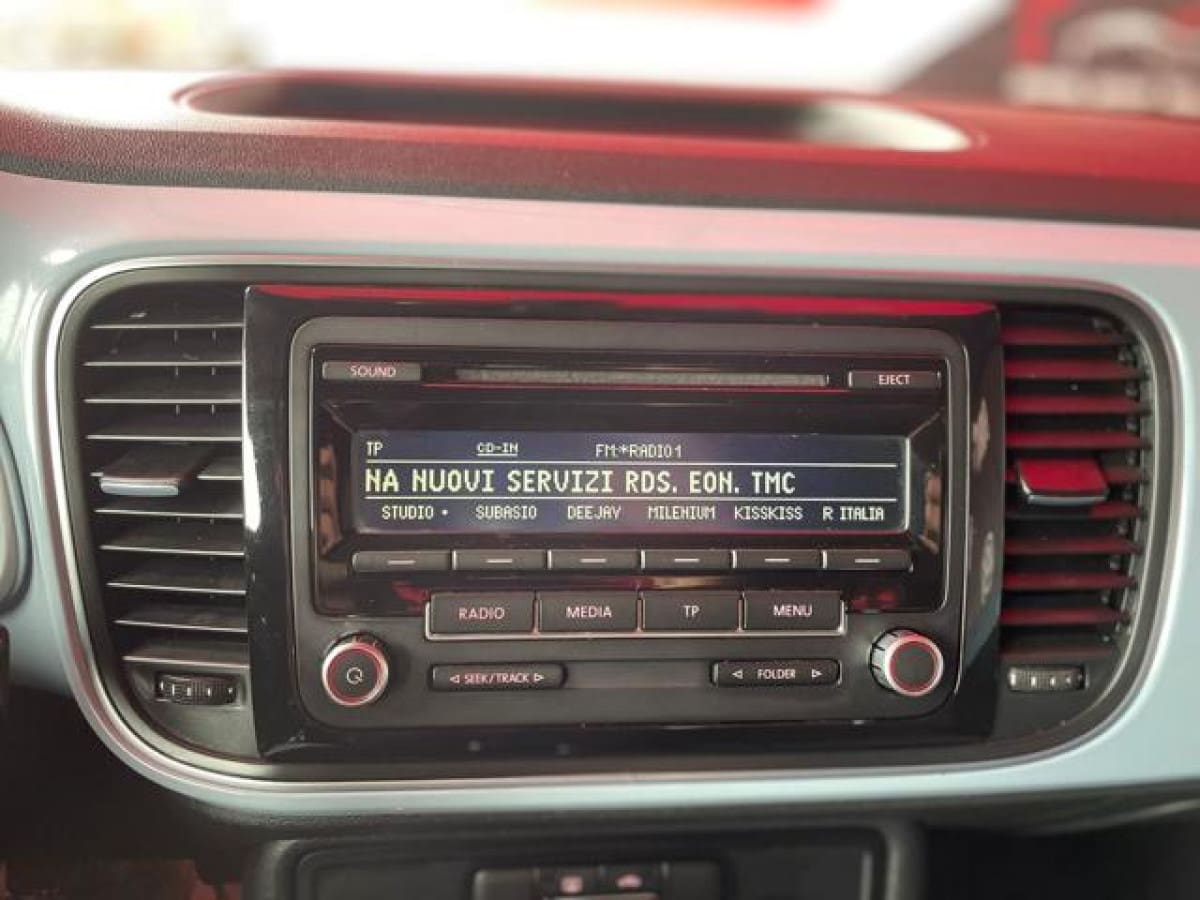 SOUND EJECT
TP CD-IN FM:*RADIO1
NA NUOVI SERVIZI RDS. EON. TMC
STUDIO • SUBASIO DEEJAY MILENIUM KISSKISS R ITALIA
RADIO MEDIA TP MENU
◁ SEEK/TRACK ▷ ◁ FOLDER ▷